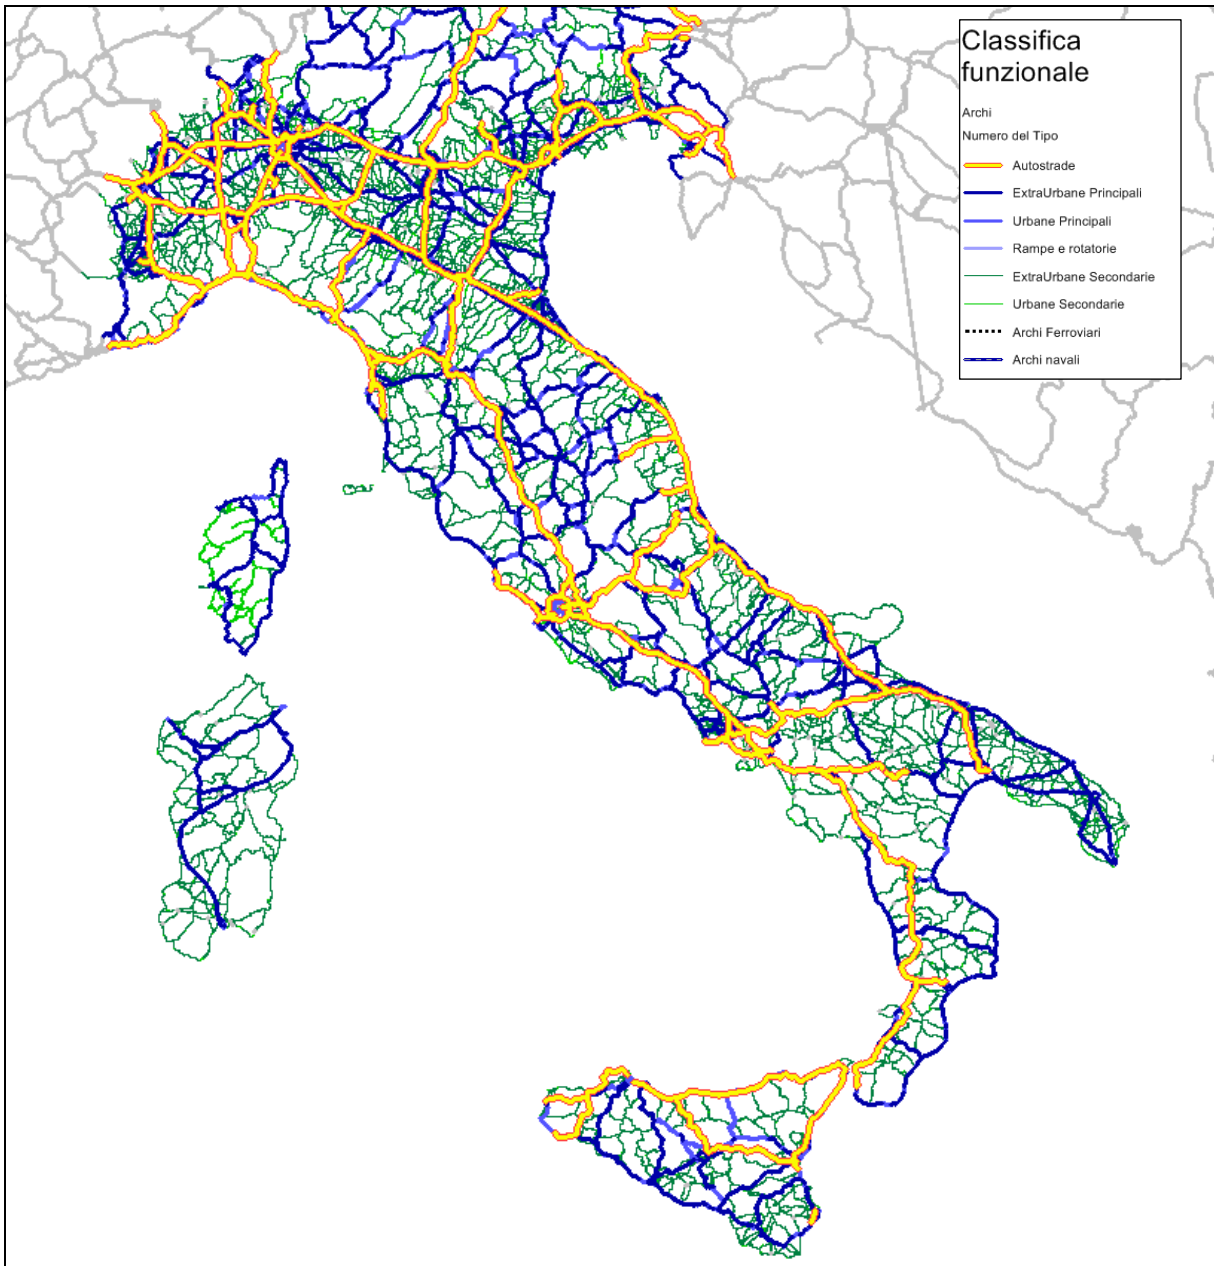 Classifica
funzionale
Archi
Numero del Tipo
Autostrade
ExtraUrbane Principali
Urbane Principali
Rampe e rotatorie
ExtraUrbane Secondarie
Urbane Secondarie
Archi Ferroviari
Archi navali